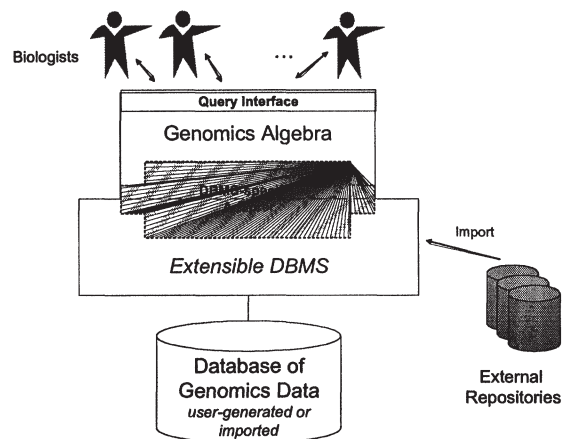 Biologists
...
Query Interface
Genomics Algebra
Extensible DBMS
Import
Database of
Genomics Data
user-generated or
imported
External
Repositories